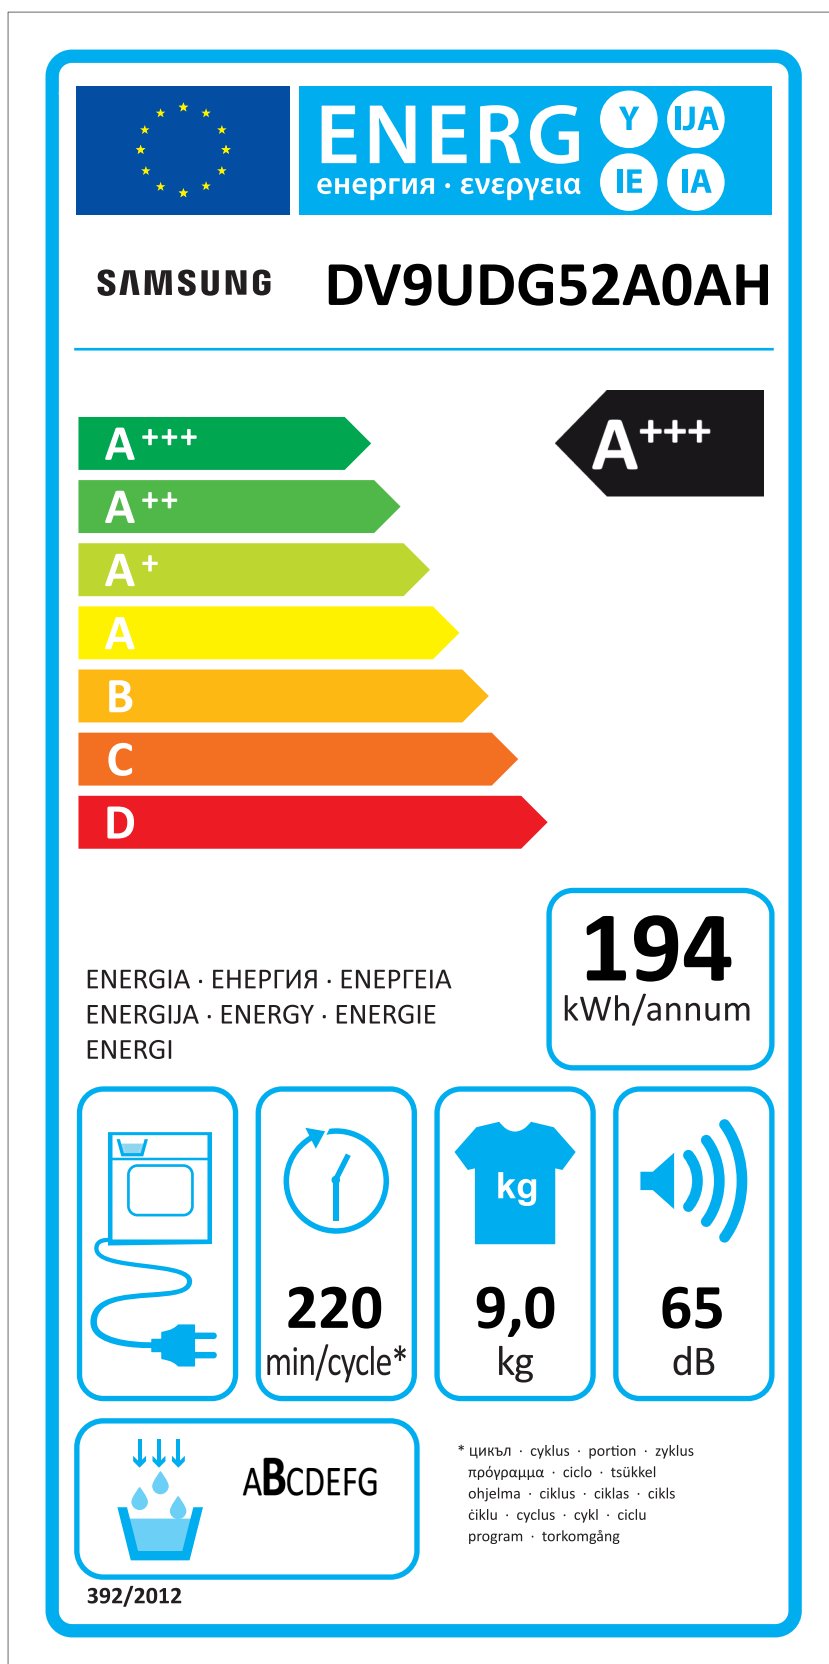 ENERG Y IJA
енергия · ενεργεια IE IA
SAMSUNG DV9UDG52A0AH
A+++ A+++
A++
A+
A
B
C
D
194
kWh/annum
ENERGIA · ЕНЕРГИЯ · ΕΝΕΡΓΕΙΑ
ENERGIJA · ENERGY · ENERGIE
ENERGI
kg
220 9,0 65
min/cycle* kg dB
ABCDEFG
* цикъл · cyklus · portion · zyklus
πρόγραμμα · ciclo · tsükkel
ohjelma · ciklus · ciklas · cikls
ċiklu · cyclus · cykl · ciclu
program · torkomgång
392/2012